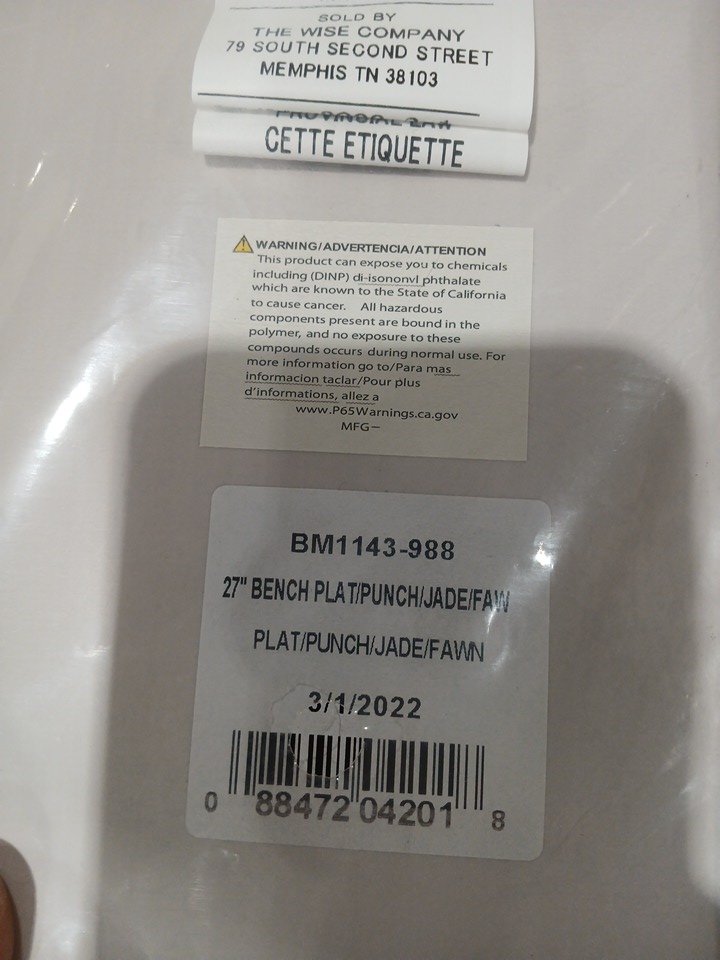 SOLD BY
THE WISE COMPANY
79 SOUTH SECOND STREET
MEMPHIS TN 38103
CETTE ETIQUETTE
WARNING/ADVERTENCIA/ATTENTION
This product can expose you to chemicals
including (DINP) di-isononvl phthalate
which are known to the State of California
to cause cancer. All hazardous
components present are bound in the
polymer, and no exposure to these
compounds occurs during normal use. For
more information go to/Para mas
informacion taclar/Pour plus
d'informations, allez a
www.P65Warnings.ca.gov
MFG–
BM1143-988
27" BENCH PLAT/PUNCH/JADE/FAW
PLAT/PUNCH/JADE/FAWN
3/1/2022
0 88472 04201 8